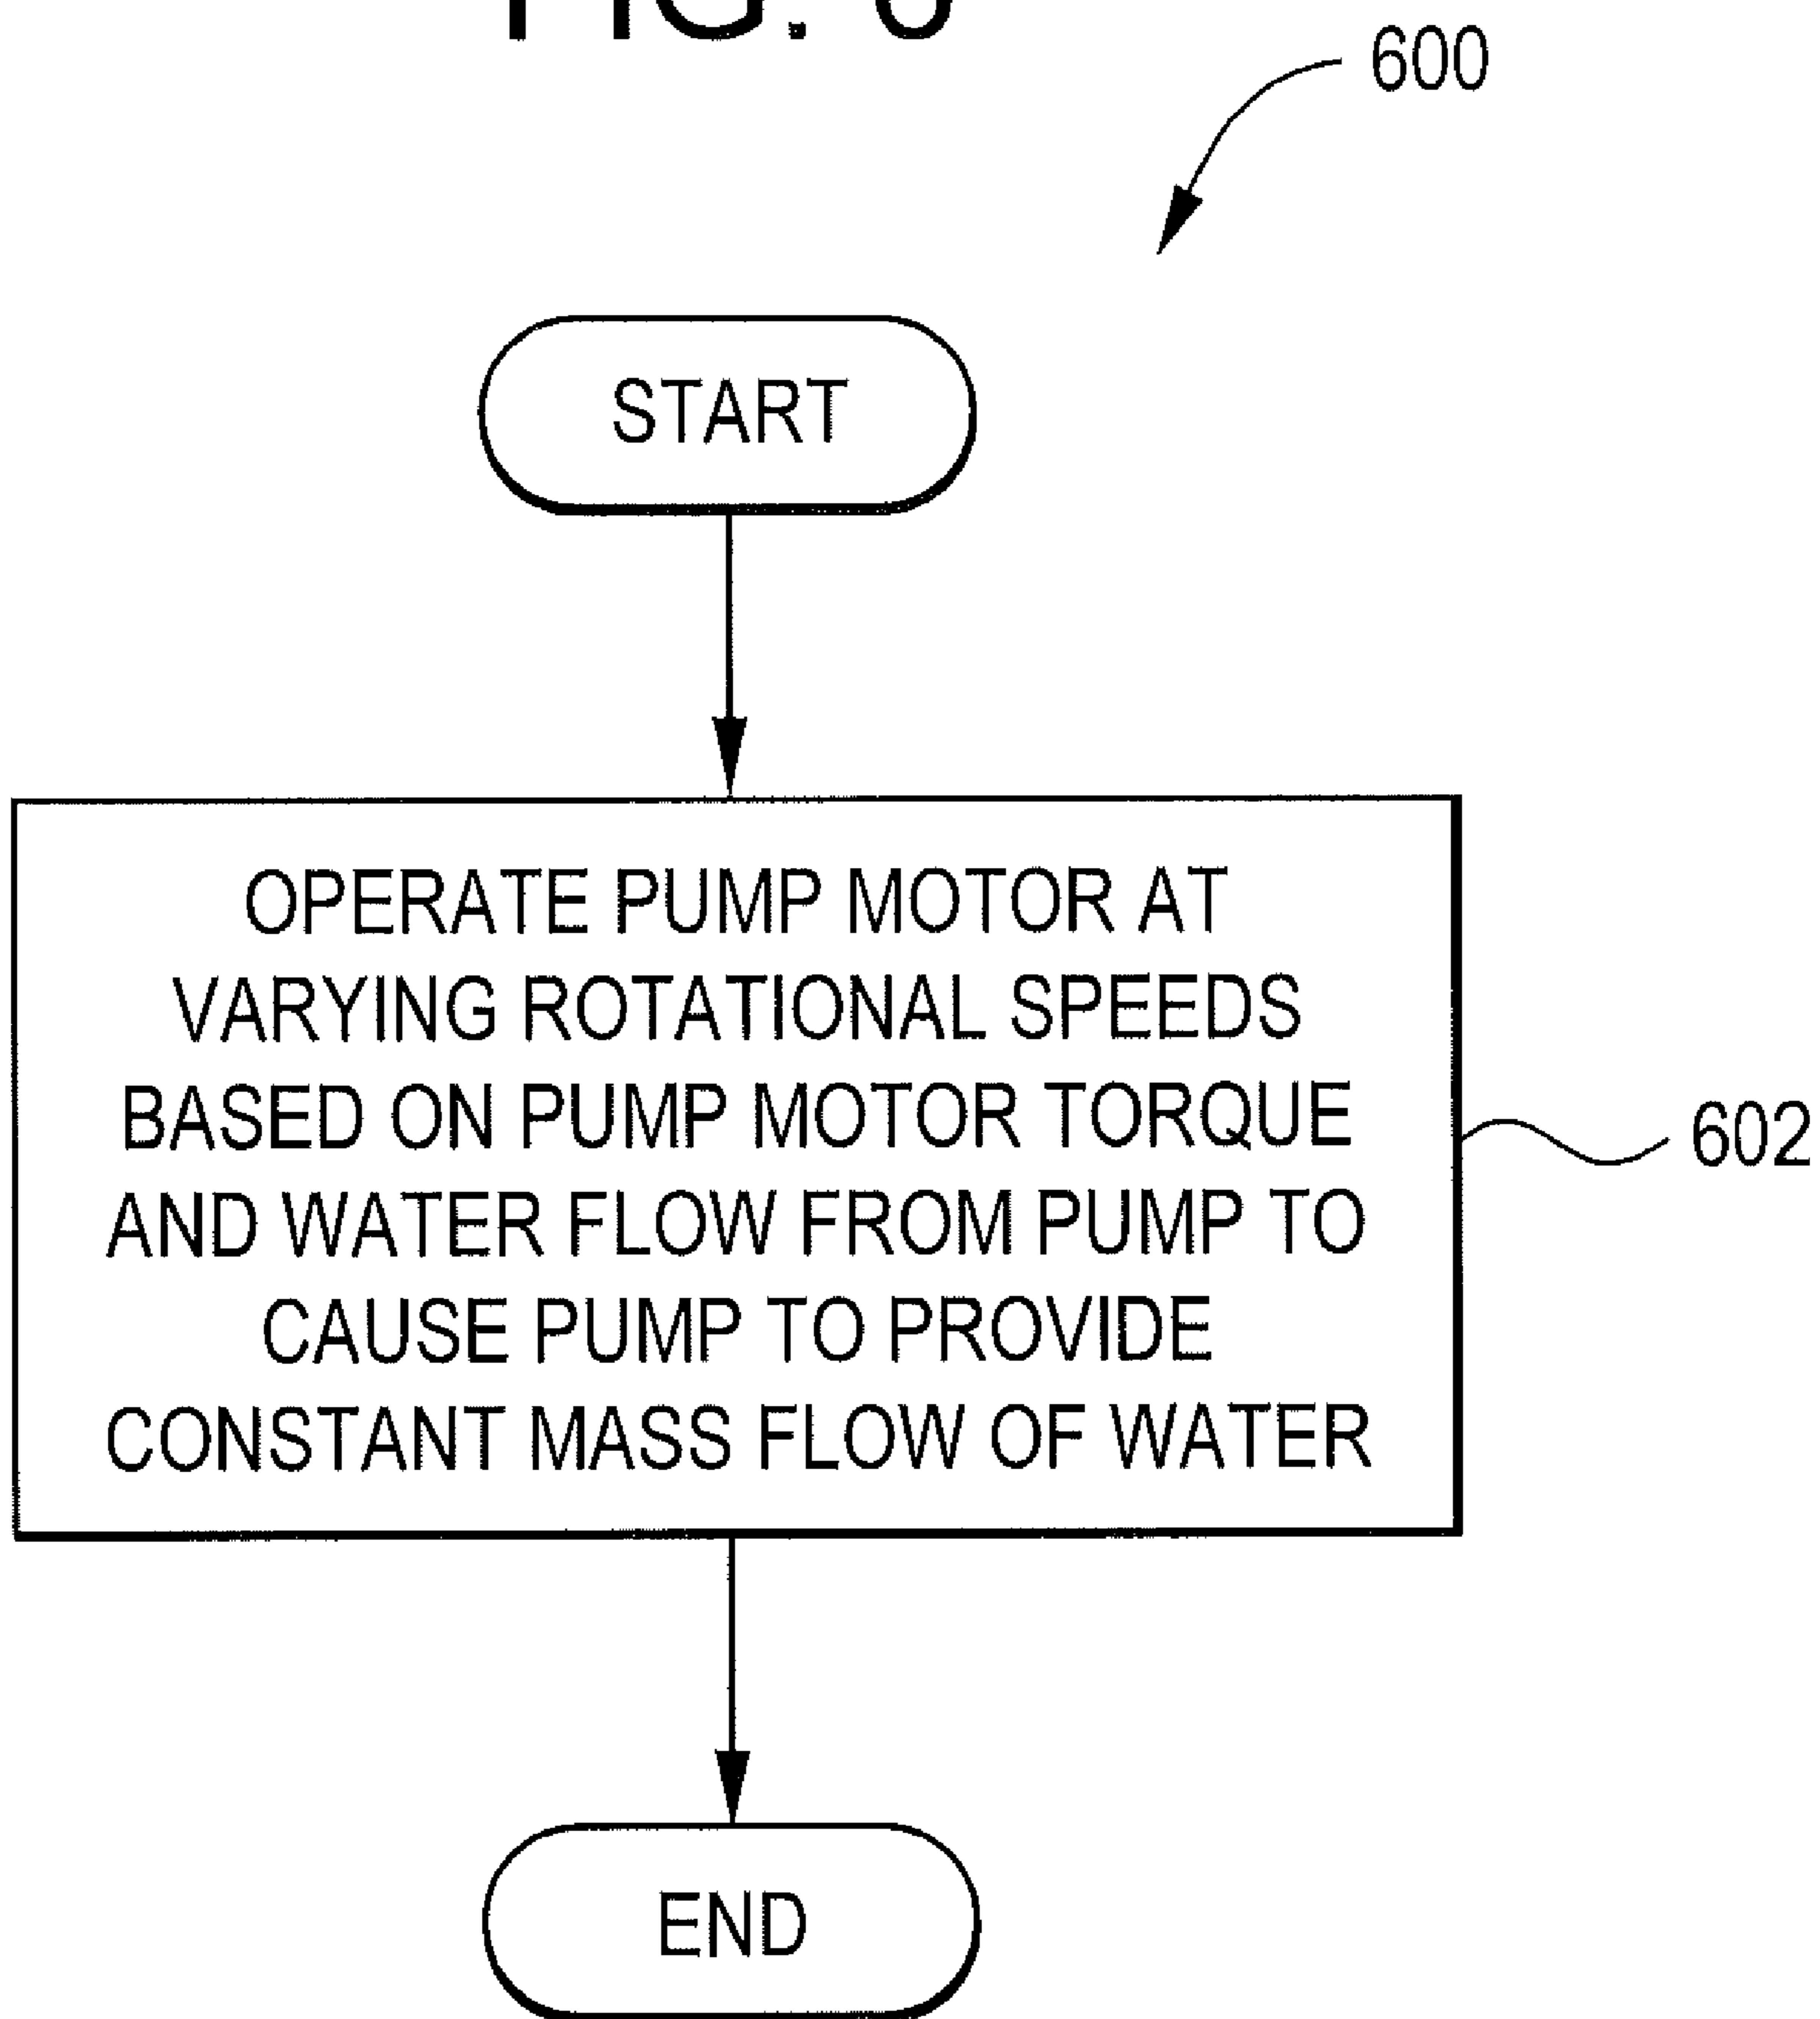 FIG.
600
START
OPERATE PUMP MOTOR AT
VARYING ROTATIONAL SPEEDS
BASED ON PUMP MOTOR TORQUE
AND WATER FLOW FROM PUMP TO
CAUSE PUMP TO PROVIDE
CONSTANT MASS FLOW OF WATER
602
END